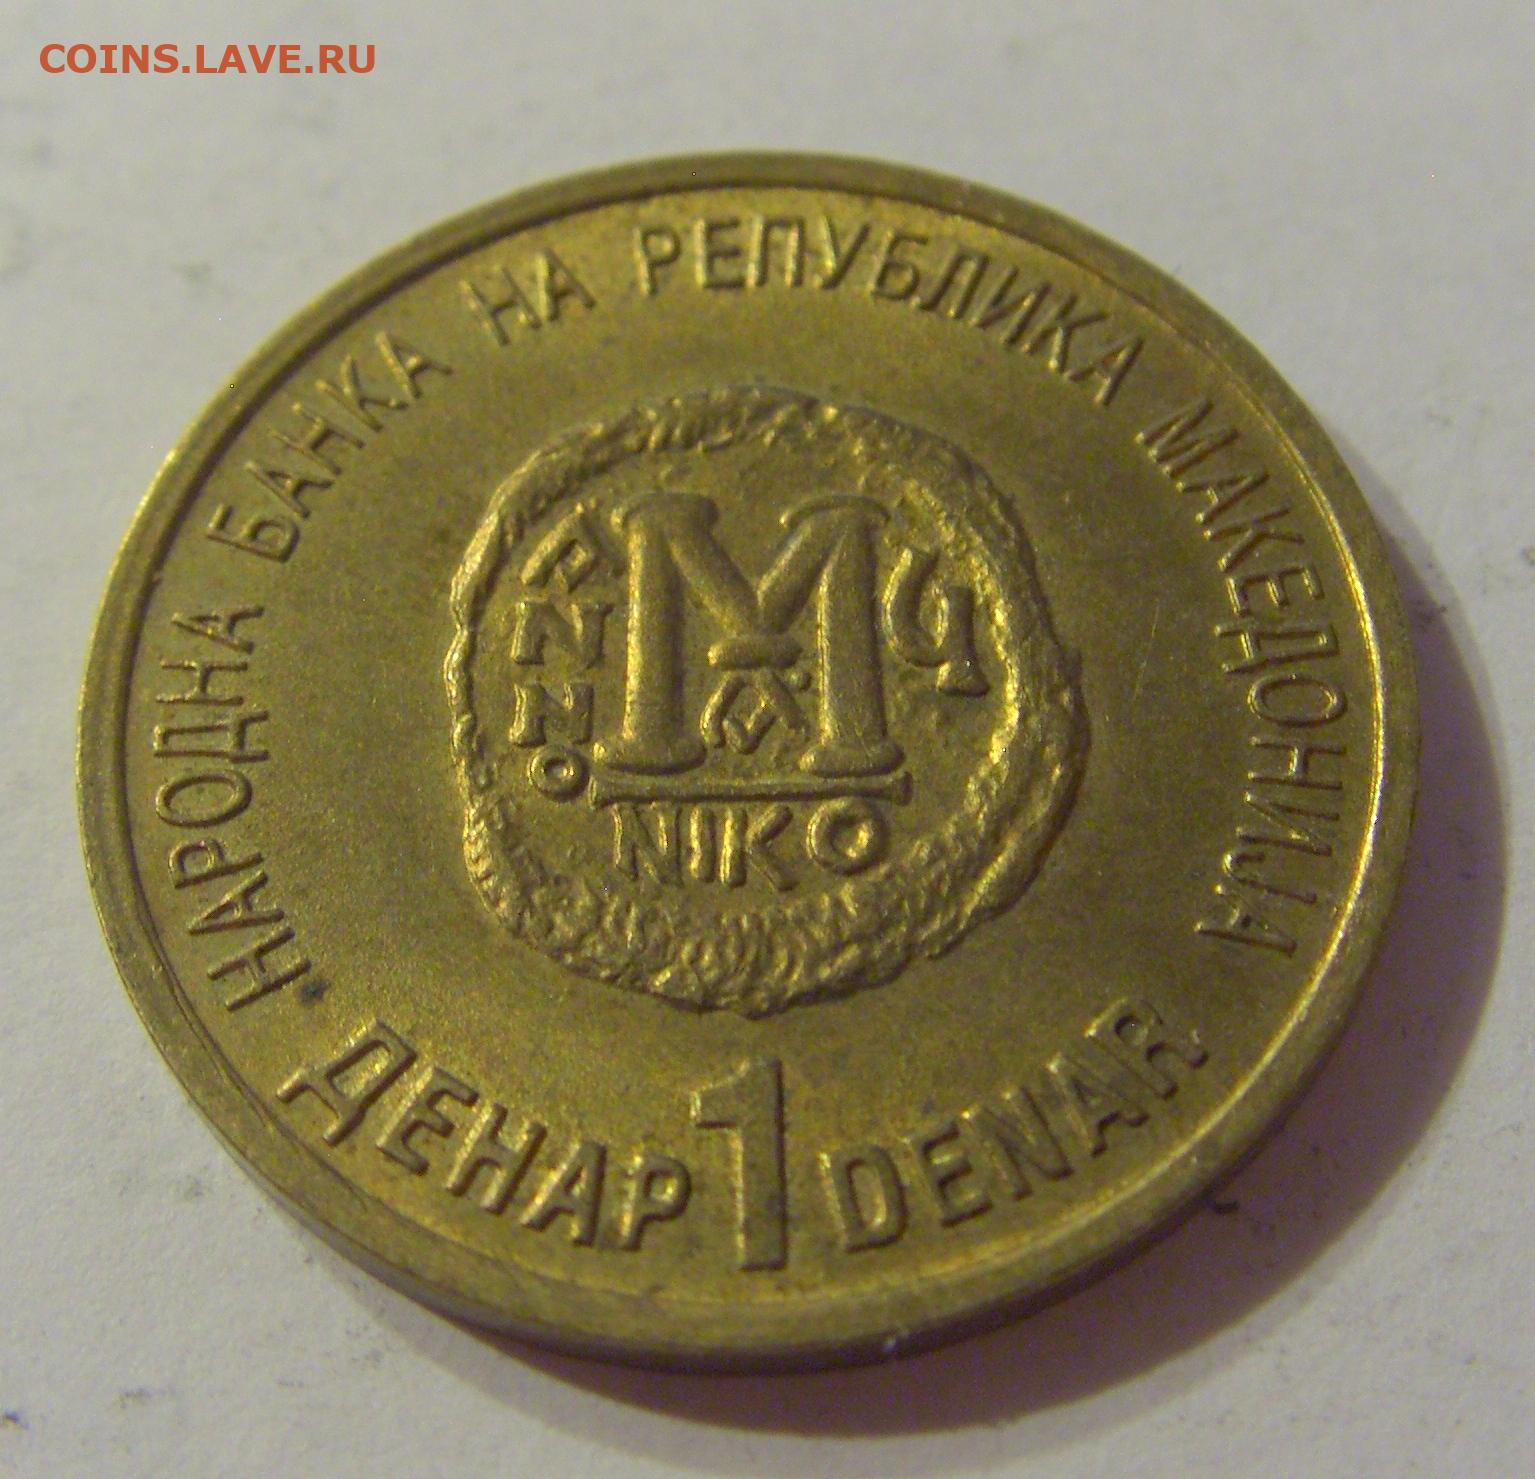 COINS.LAVE.RU
НАРОДНА БАНКА НА РЕПУБЛИКА МАКЕДОНИЈА
M
NIKO
ДЕНАР 1 DENAR